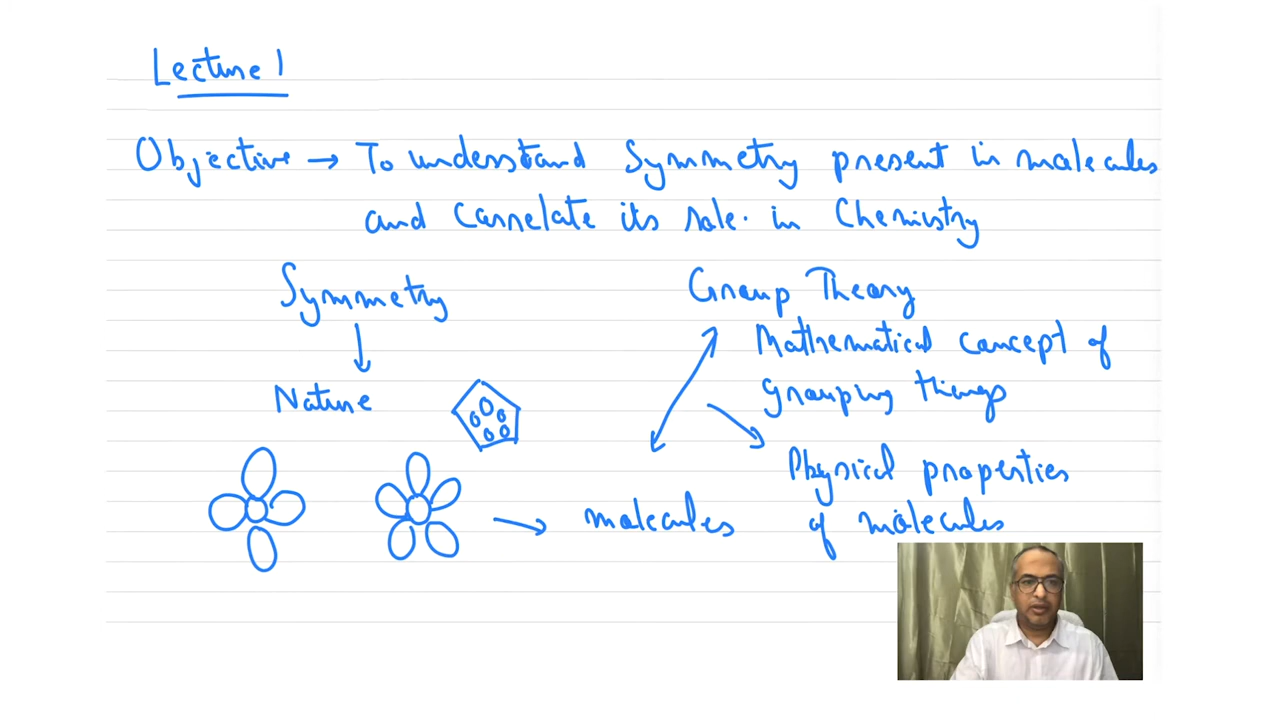 Lecture 1
Objective → To understand Symmetry present in molecules
and correlate its role. in Chemistry
Symmetry
Group Theory
Mathematical concept of
grouping things
Nature
Physical properties
of molecules
molecules